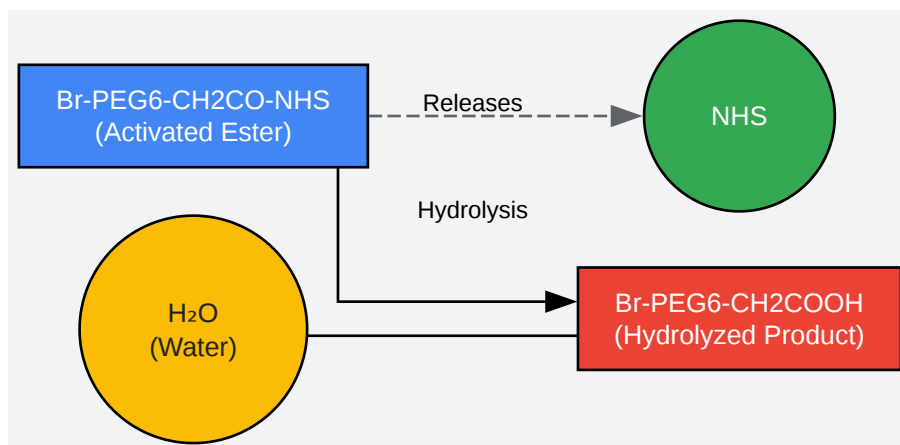 Br-PEG6-CH2CO-NHS
(Activated Ester)
Releases
NHS
Hydrolysis
H₂O
(Water)
Br-PEG6-CH2COOH
(Hydrolyzed Product)